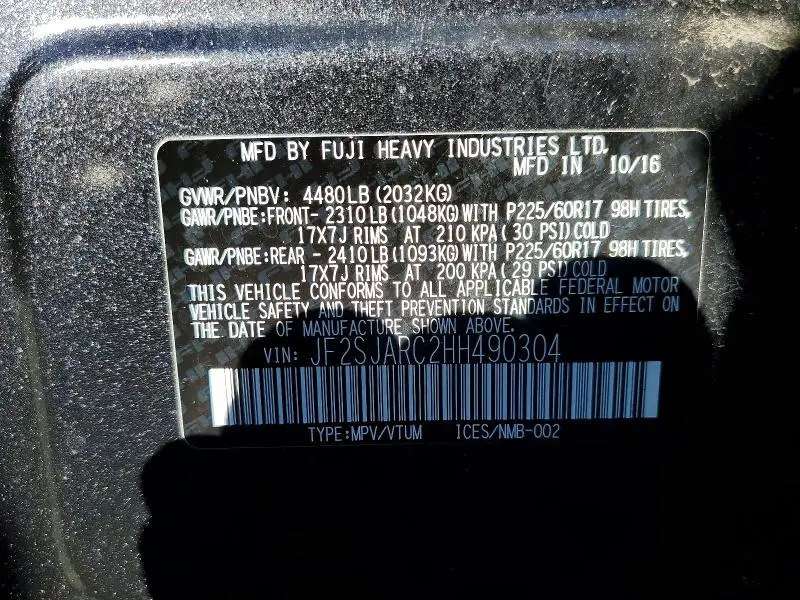 MFD BY FUJI HEAVY INDUSTRIES LTD.
MFD IN 10/16
GVWR/PNBV: 4480LB(2032KG)
GAWR/PNBE:FRONT- 2310LB(1048KG)WITH P225/60R17 98H TIRES,
17X7J RIMS AT 210 KPA(30 PSI)COLD
GAWR/PNBE:REAR - 2410LB(1093KG)WITH P225/60R17 98H TIRES,
17X7J RIMS AT 200 KPA(29 PSI)COLD
THIS VEHICLE CONFORMS TO ALL APPLICABLE FEDERAL MOTOR
VEHICLE SAFETY AND THEFT PREVENTION STANDARDS IN EFFECT ON
THE DATE OF MANUFACTURE SHOWN ABOVE.
VIN: JF2SJARC2HH490304
TYPE:MPV/VTUM ICES/NMB-002